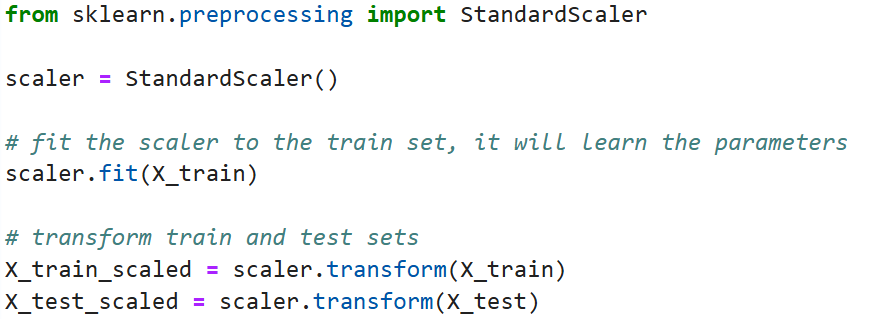 from sklearn.preprocessing import StandardScaler
scaler = StandardScaler()
# fit the scaler to the train set, it will learn the parameters
scaler.fit(X_train)
# transform train and test sets
X_train_scaled = scaler.transform(X_train)
X_test_scaled = scaler.transform(X_test)